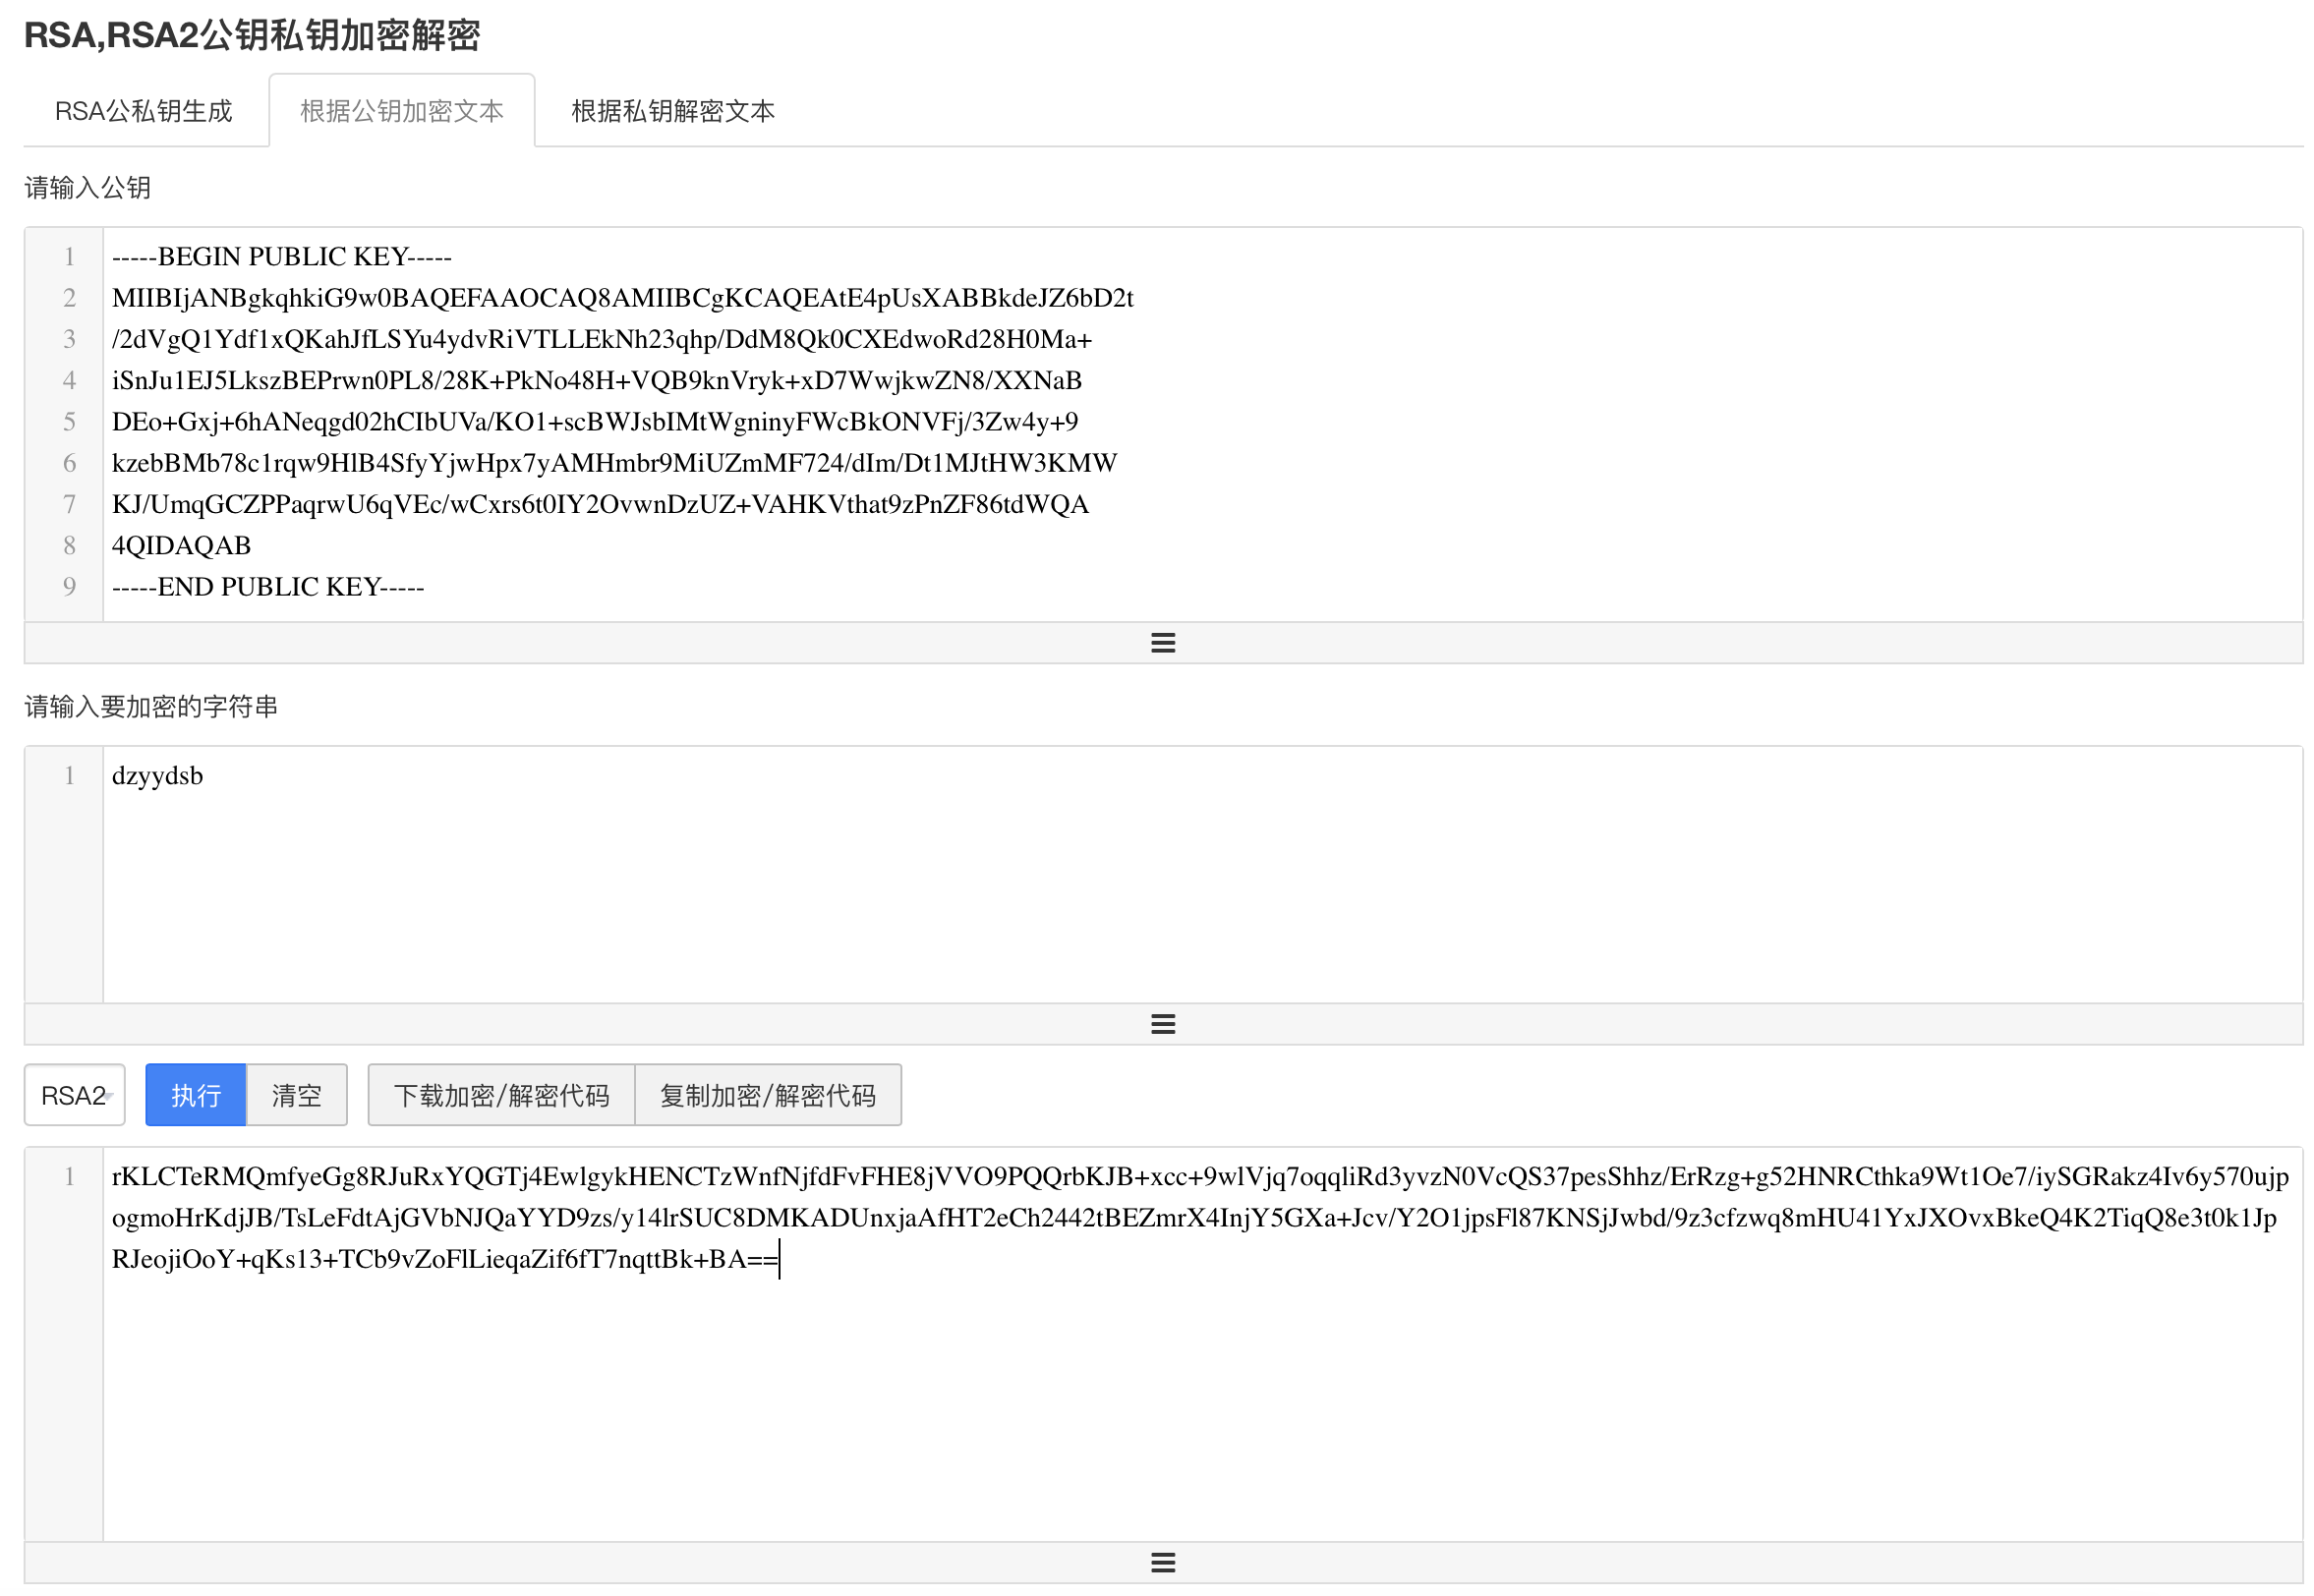 RSA,RSA2公钥私钥加密解密
RSA公私钥生成 根据公钥加密文本 根据私钥解密文本
请输入公钥
1 -----BEGIN PUBLIC KEY-----
2 MIIBIjANBgkqhkiG9w0BAQEFAAOCAQ8AMIIBCgKCAQEAtE4pUsXABBkdeJZ6bD2t
3 /2dVgQ1Ydf1xQKahJfLSYu4ydvRiVTLLEkNh23qhp/DdM8Qk0CXEdwoRd28H0Ma+
4 iSnJu1EJ5LkszBEPrwn0PL8/28K+PkNo48H+VQB9knVryk+xD7WwjkwZN8/XXNaB
5 DEo+Gxj+6hANeqgd02hCIbUVa/KO1+scBWJsbIMtWgninyFWcBkONVFj/3Zw4y+9
6 kzebBMb78c1rqw9HlB4SfyYjwHpx7yAMHmbr9MiUZmMF724/dIm/Dt1MJtHW3KMW
7 KJ/UmqGCZPPaqrwU6qVEc/wCxrs6t0IY2OvwnDzUZ+VAHKVthat9zPnZF86tdWQA
8 4QIDAQAB
9 -----END PUBLIC KEY-----
请输入要加密的字符串
1 dzyydsb
RSA2 执行 清空 下载加密/解密代码 复制加密/解密代码
1 rKLCTeRMQmfyeGg8RJuRxYQGTj4EwlgykHENCTzWnfNjfdFvFHE8jVVO9PQQrbKJB+xcc+9wlVjq7oqqliRd3yvzN0VcQS37pesShhz/ErRzg+g52HNRCthka9Wt1Oe7/iySGRakz4Iv6y570ujp
ogmoHrKdjJB/TsLeFdtAjGVbNJQaYYD9zs/y14lrSUC8DMKADUnxjaAfHT2eCh2442tBEZmrX4InjY5GXa+Jcv/Y2O1jpsFl87KNSjJwbd/9z3cfzwq8mHU41YxJXOvxBkeQ4K2TiqQ8e3t0k1Jp
RJeojiOoY+qKs13+TCb9vZoFlLieqaZif6fT7nqttBk+BA==